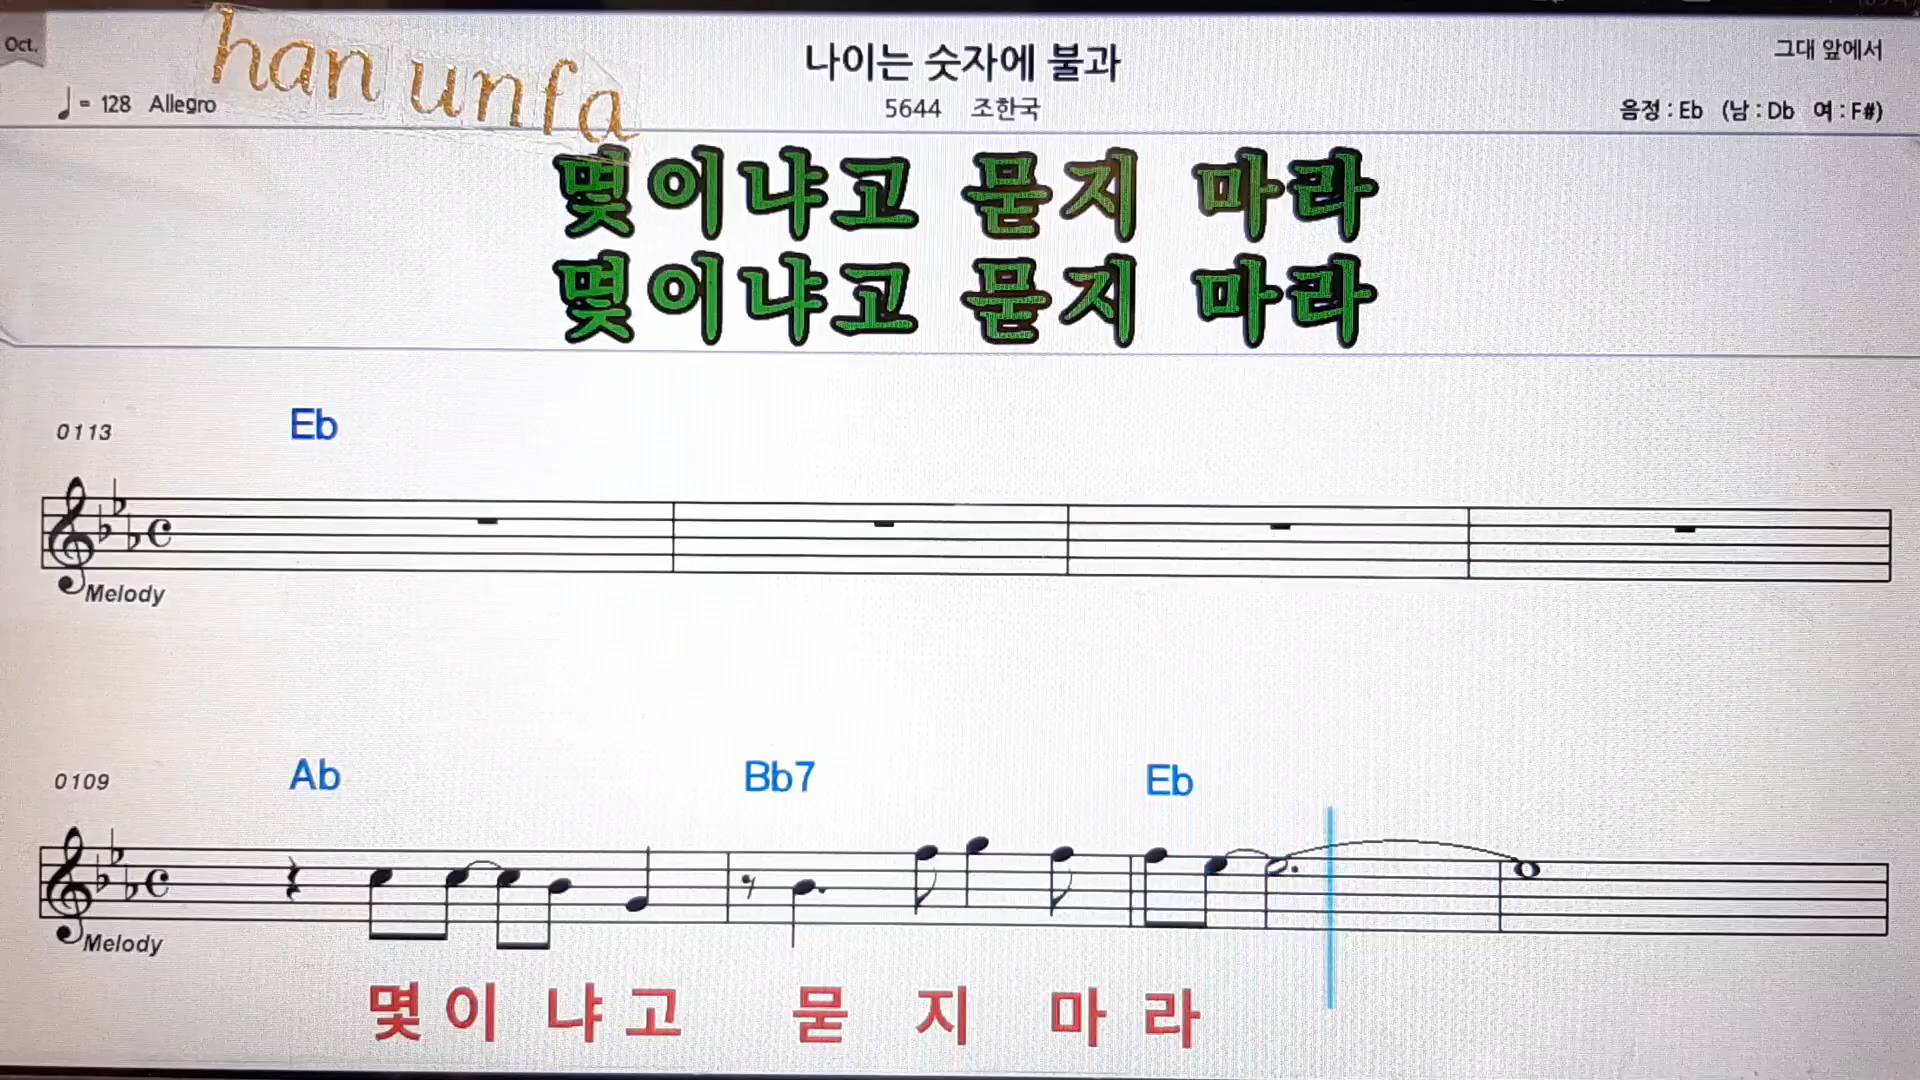 Oct.
han unfa
나이는 숫자에 불과
그대 앞에서
♩= 128 Allegro
5644 조한국
음정 : Eb (남 : Db 여 : F#)
몇이냐고 묻지 마라
몇이냐고 묻지 마라
0113
Eb
Melody
0109
Ab Bb7 Eb
Melody
몇 이 냐 고 묻 지 마 라